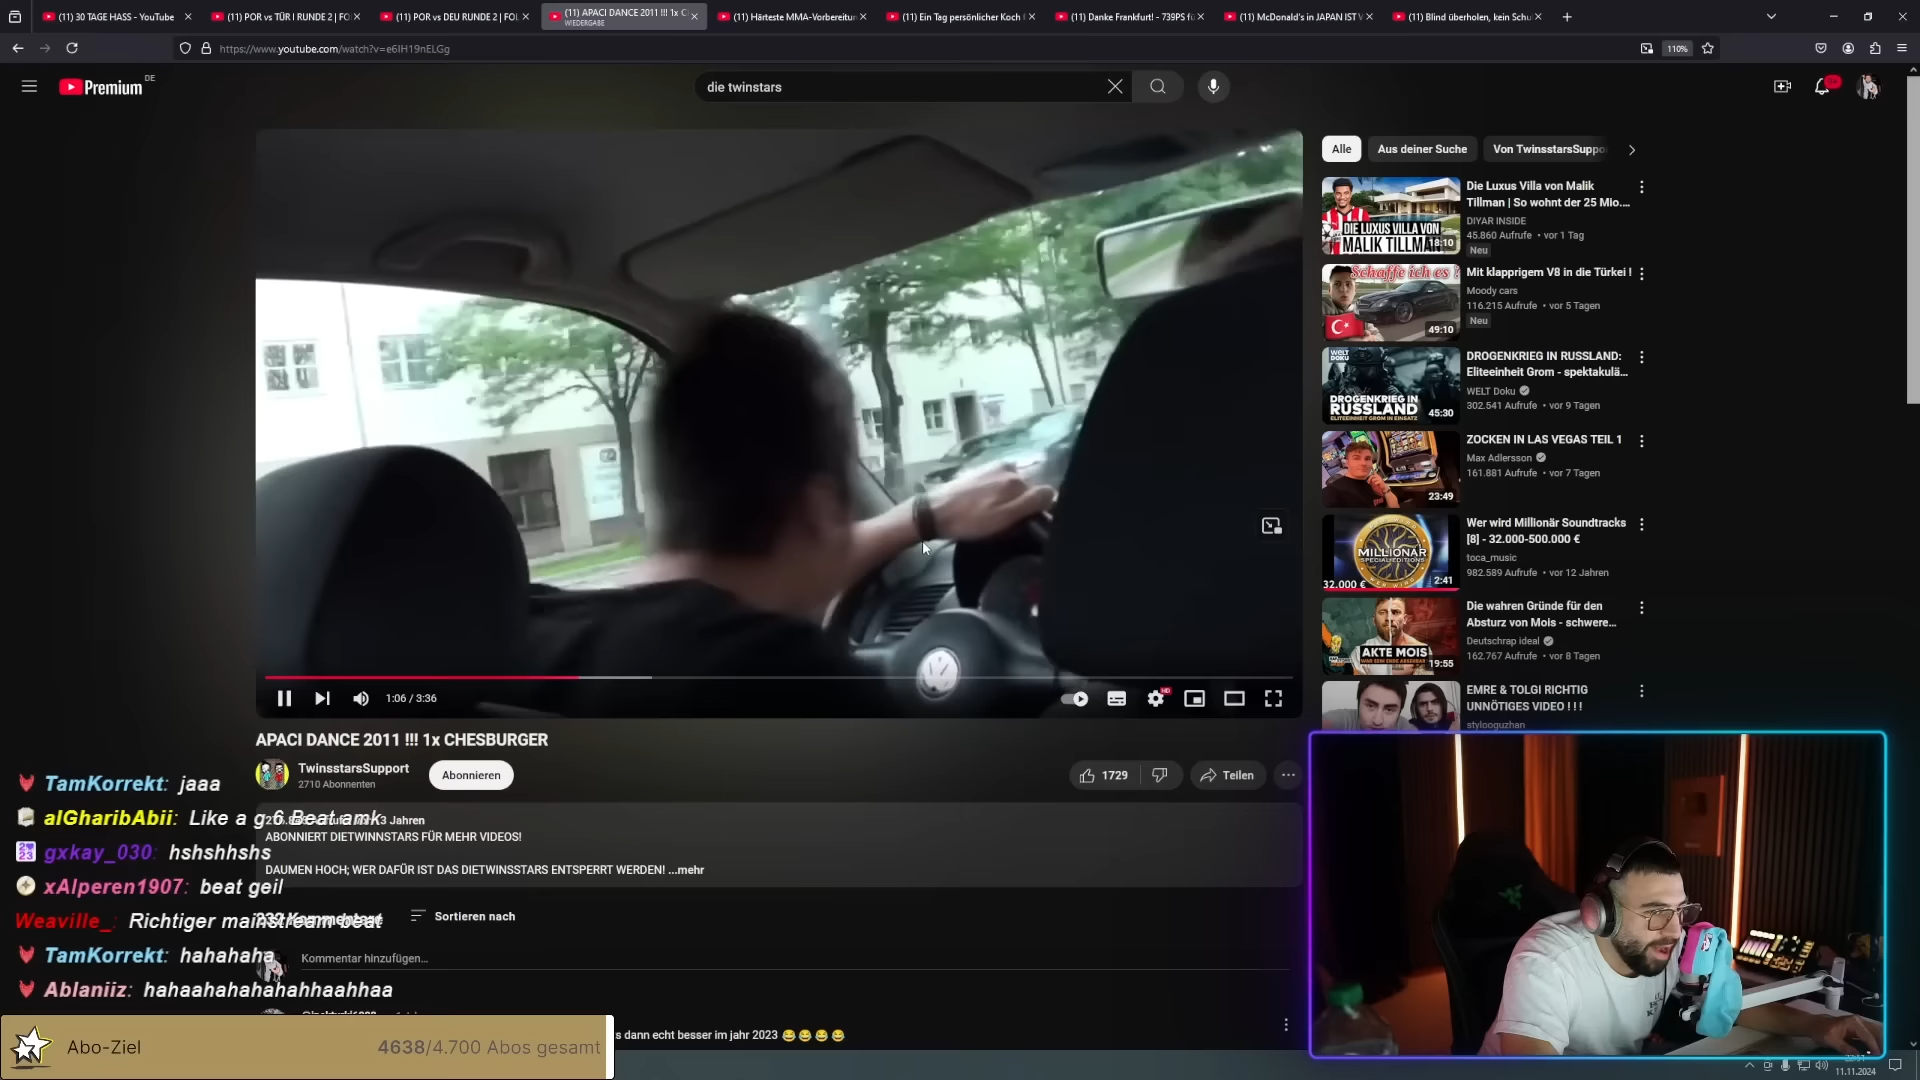 (11) 30 TAGE HASS - YouTube
(11) POR vs TÜR I RUNDE 2 | FO
(11) POR vs DEU RUNDE 2 | FO
(11) APACI DANCE 2011 !!! 1x C
WIEDERGABE
(11) Härteste MMA-Vorbereitun
(11) Ein Tag persönlicher Koch
(11) Danke Frankfurt! - 739PS f
(11) McDonald's in JAPAN IST
(11) Blind überholen, kein Schu
https://www.youtube.com/watch?v=e6IH19nELGg
110%
Premium DE
die twinstars
Alle
Aus deiner Suche
Von TwinsstarsSuppo
Die Luxus Villa von Malik
Tillman | So wohnt der 25 Mio....
DIYAR INSIDE
45.860 Aufrufe • vor 1 Tag
Neu
DIE LUXUS VILLA VON
MALIK TILLMAN
18:10
Mit klapprigem V8 in die Türkei !
Moody cars
116.215 Aufrufe • vor 5 Tagen
Neu
Schaffe ich es ?
49:10
DROGENKRIEG IN RUSSLAND:
Eliteeinheit Grom - spektakulä...
WELT Doku
302.541 Aufrufe • vor 9 Tagen
WELT
DOKU
DROGENKRIEG IN
RUSSLAND
ELITEEINHEIT GROM IM EINSATZ
45:30
ZOCKEN IN LAS VEGAS TEIL 1
Max Adlersson
161.881 Aufrufe • vor 7 Tagen
23:49
Wer wird Millionär Soundtracks
[8] - 32.000-500.000 €
toca_music
982.589 Aufrufe • vor 12 Jahren
MILLIONÄR
32.000 €
2:41
Die wahren Gründe für den
Absturz von Mois - schwere...
Deutschrap ideal
162.767 Aufrufe • vor 8 Tagen
AKTE MOIS
19:55
EMRE & TOLGI RICHTIG
UNNÖTIGES VIDEO ! ! !
stylooguzhan
1:06 / 3:36
APACI DANCE 2011 !!! 1x CHESBURGER
TwinsstarsSupport
2710 Abonnenten
Abonnieren
1729
Teilen
3 Jahren
ABONNIERT DIETWINNSTARS FÜR MEHR VIDEOS!
DAUMEN HOCH; WER DAFÜR IST DAS DIETWINSSTARS ENTSPERRT WERDEN! ...mehr
232 Kommentare
Sortieren nach
Kommentar hinzufügen...
s dann echt besser im jahr 2023 😂😂😂😂
TamKorrekt: jaaa
alGharibAbii: Like a g 6 Beat amk
gxkay_030: hshshhshs
xAlperen1907: beat geil
Weaville_: Richtiger mainstream beat
TamKorrekt: hahahaha
Ablaniiz: hahaahahahahahhaahhaa
Abo-Ziel
4638/4.700 Abos gesamt
11.11.2024